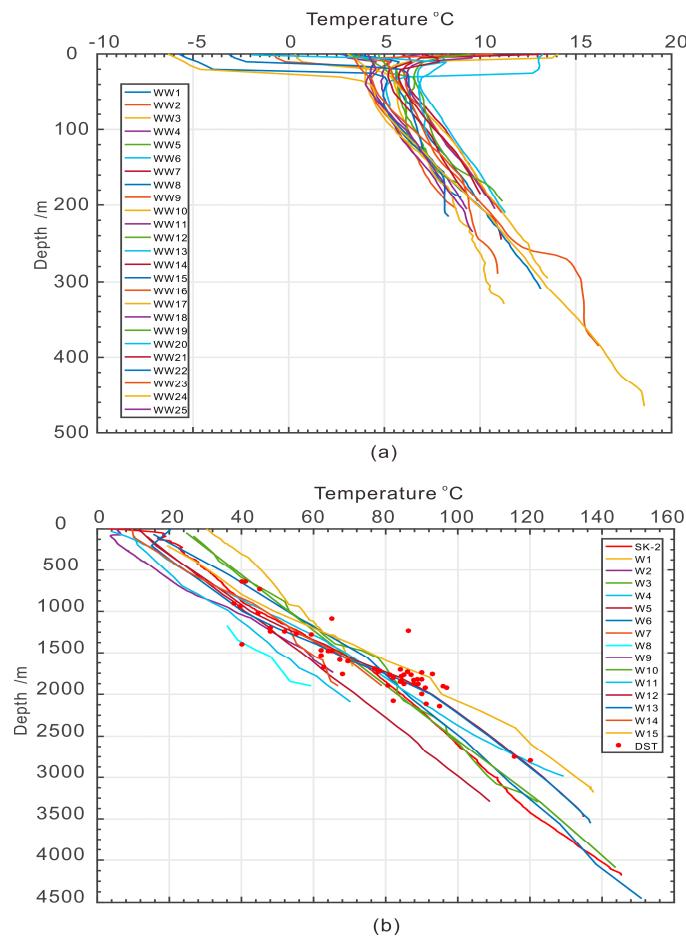 Temperature °C
-10 -5 0 5 10 15 20
0
100
200
300
400
500
Depth /m
WW1
WW2
WW3
WW4
WW5
WW6
WW7
WW8
WW9
WW10
WW11
WW12
WW13
WW14
WW15
WW16
WW17
WW18
WW19
WW20
WW21
WW22
WW23
WW24
WW25
(a)
Temperature °C
0 20 40 60 80 100 120 140 160
0
500
1000
1500
2000
2500
3000
3500
4000
4500
Depth /m
SK-2
W1
W2
W3
W4
W5
W6
W7
W8
W9
W10
W11
W12
W13
W14
W15
DST
(b)